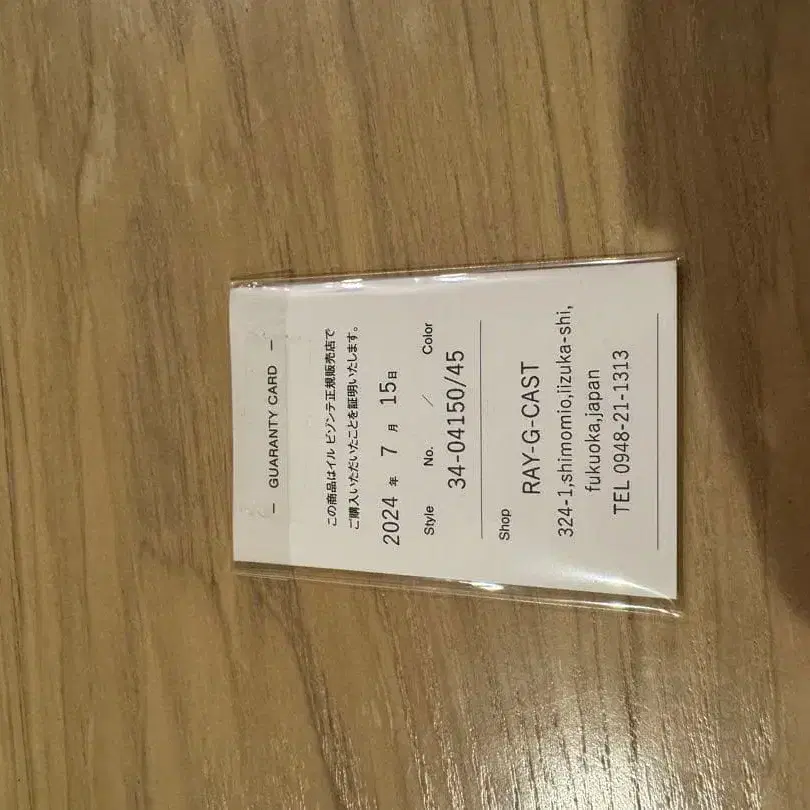 — GUARANTY CARD —
この商品はイル ビゾンテ正規販売店で
ご購入いただいたことを証明いたします。
2024 年 7 月 15 日
Style No. / Color
34-04150/45
Shop
RAY-G-CAST
324-1,shimomio,iizuka-shi,
fukuoka,japan
TEL 0948-21-1313